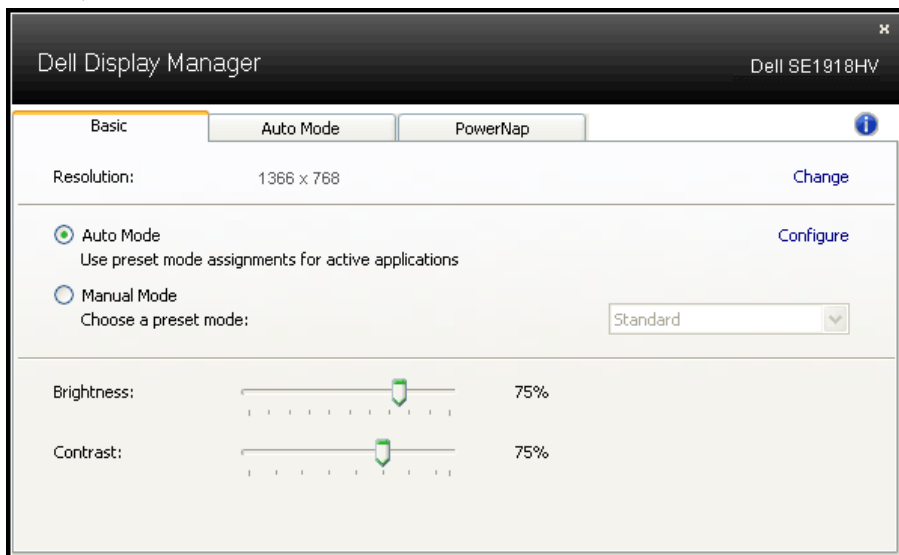 Dell Display Manager
Dell SE1918HV
Basic
Auto Mode
PowerNap
Resolution:
1366 x 768
Change
Auto Mode
Configure
Use preset mode assignments for active applications
Manual Mode
Choose a preset mode:
Standard
Brightness:
75%
Contrast:
75%